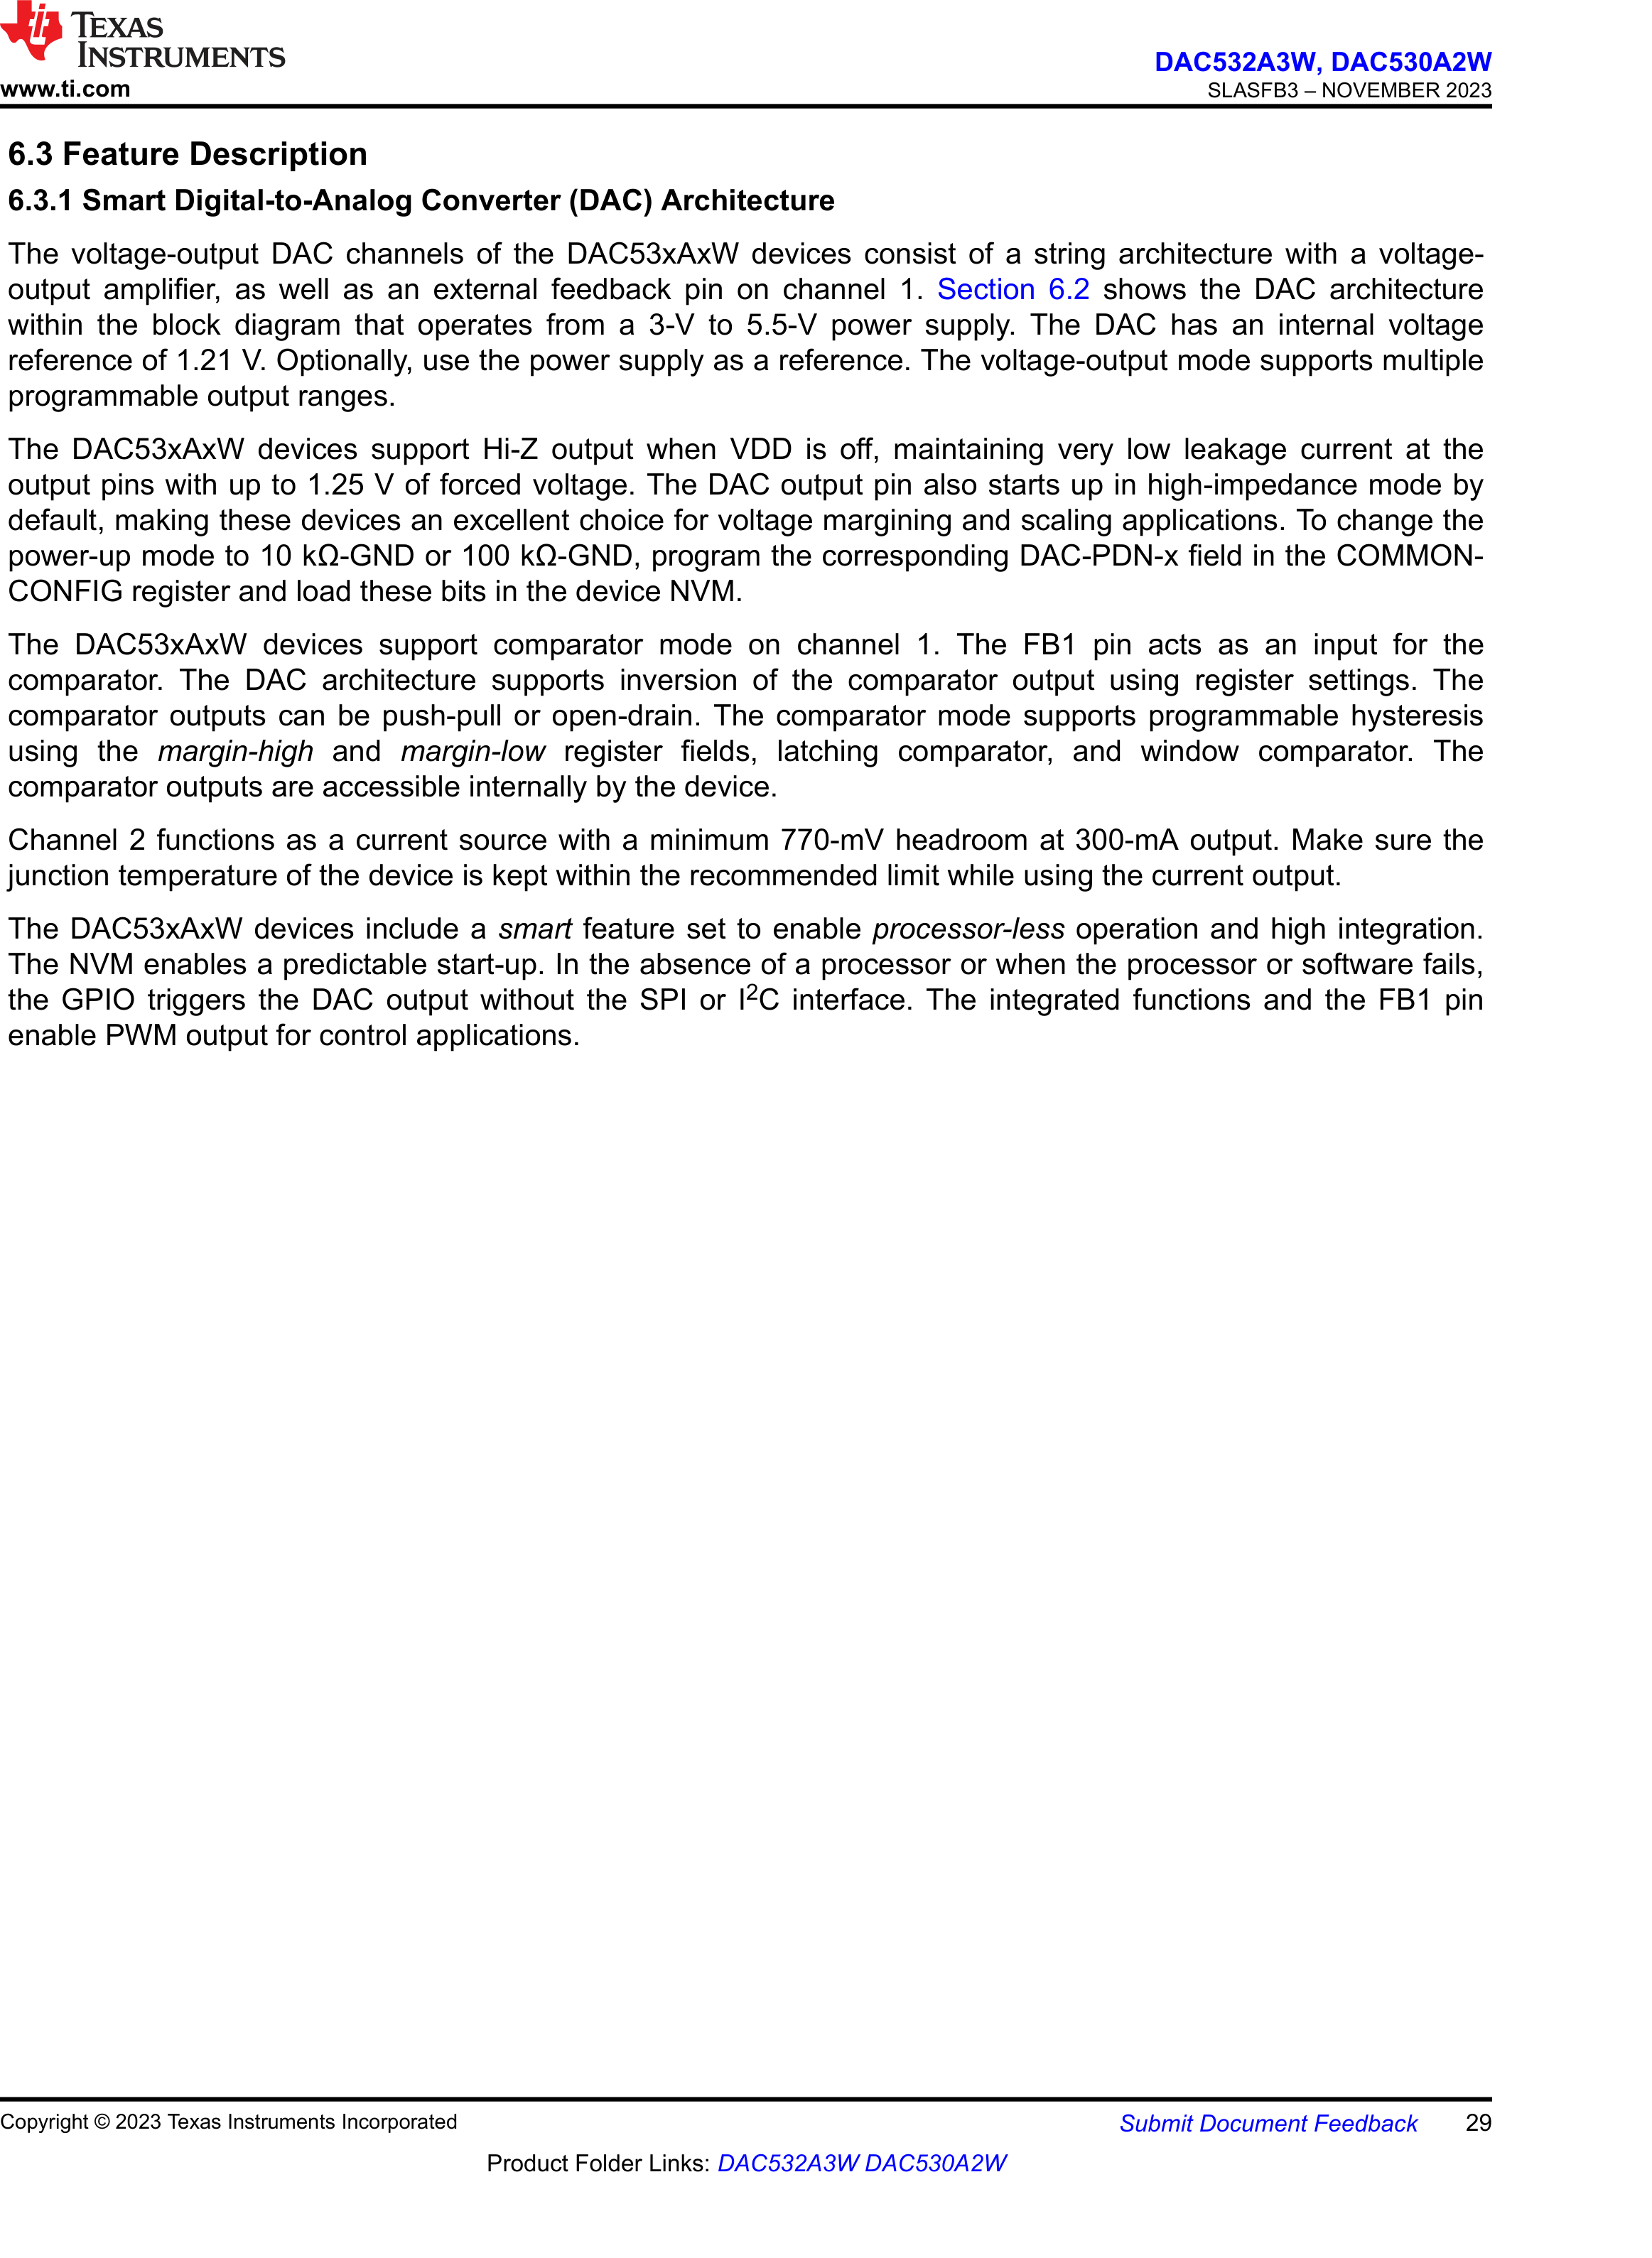 TEXAS
INSTRUMENTS
www.ti.com
DAC532A3W, DAC530A2W
SLASFB3 – NOVEMBER 2023
6.3 Feature Description
6.3.1 Smart Digital-to-Analog Converter (DAC) Architecture
The voltage-output DAC channels of the DAC53xAxW devices consist of a string architecture with a voltage-
output amplifier, as well as an external feedback pin on channel 1. Section 6.2 shows the DAC architecture
within the block diagram that operates from a 3-V to 5.5-V power supply. The DAC has an internal voltage
reference of 1.21 V. Optionally, use the power supply as a reference. The voltage-output mode supports multiple
programmable output ranges.
The DAC53xAxW devices support Hi-Z output when VDD is off, maintaining very low leakage current at the
output pins with up to 1.25 V of forced voltage. The DAC output pin also starts up in high-impedance mode by
default, making these devices an excellent choice for voltage margining and scaling applications. To change the
power-up mode to 10 kΩ-GND or 100 kΩ-GND, program the corresponding DAC-PDN-x field in the COMMON-
CONFIG register and load these bits in the device NVM.
The DAC53xAxW devices support comparator mode on channel 1. The FB1 pin acts as an input for the
comparator. The DAC architecture supports inversion of the comparator output using register settings. The
comparator outputs can be push-pull or open-drain. The comparator mode supports programmable hysteresis
using the margin-high and margin-low register fields, latching comparator, and window comparator. The
comparator outputs are accessible internally by the device.
Channel 2 functions as a current source with a minimum 770-mV headroom at 300-mA output. Make sure the
junction temperature of the device is kept within the recommended limit while using the current output.
The DAC53xAxW devices include a smart feature set to enable processor-less operation and high integration.
The NVM enables a predictable start-up. In the absence of a processor or when the processor or software fails,
the GPIO triggers the DAC output without the SPI or I2C interface. The integrated functions and the FB1 pin
enable PWM output for control applications.
Copyright © 2023 Texas Instruments Incorporated
Submit Document Feedback 29
Product Folder Links: DAC532A3W DAC530A2W